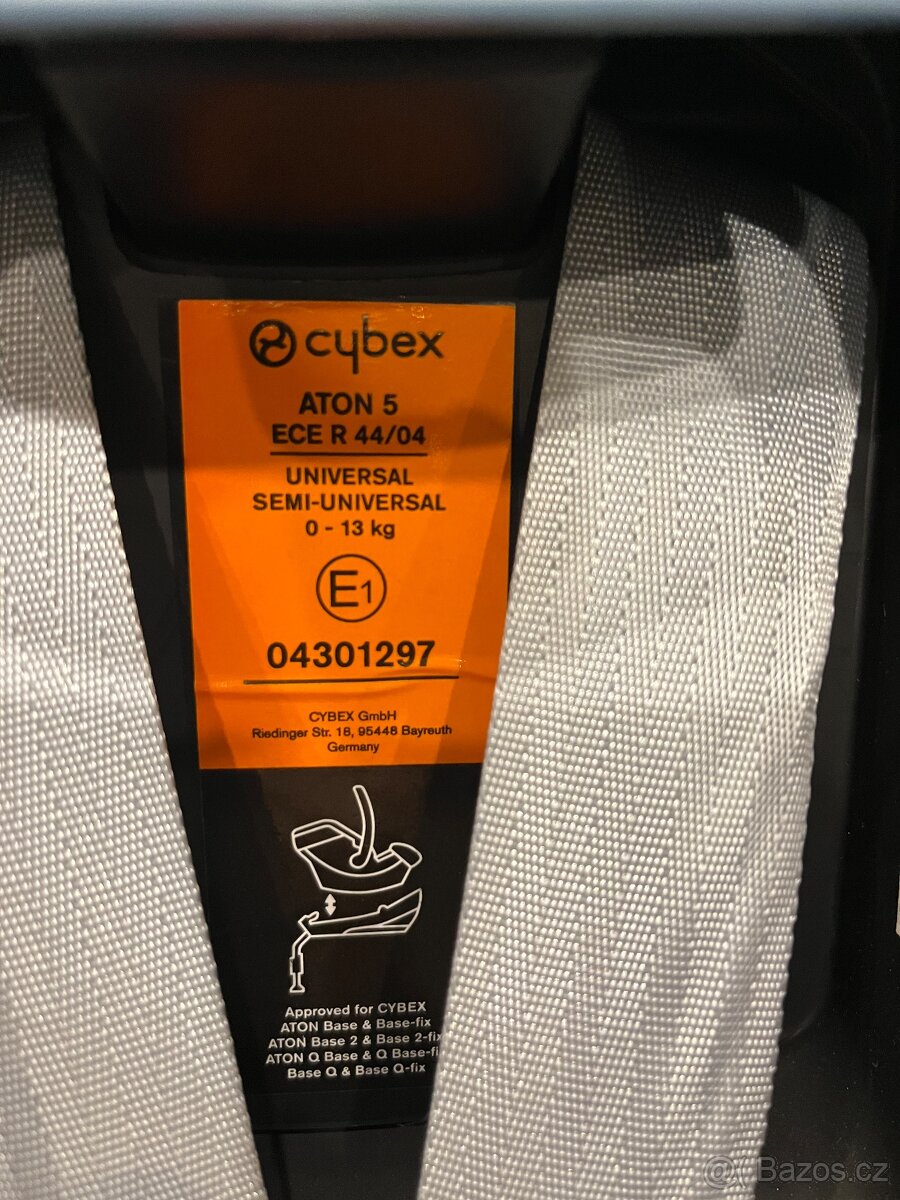 cybex
ATON 5
ECE R 44/04
UNIVERSAL
SEMI-UNIVERSAL
0 - 13 kg
E1
04301297
CYBEX GmbH
Riedinger Str. 18, 95448 Bayreuth
Germany
Approved for CYBEX
ATON Base & Base-fix
ATON Base 2 & Base 2-fix
ATON Q Base & Q Base-fi
Base Q & Base Q-fix
@ Bazos.cz